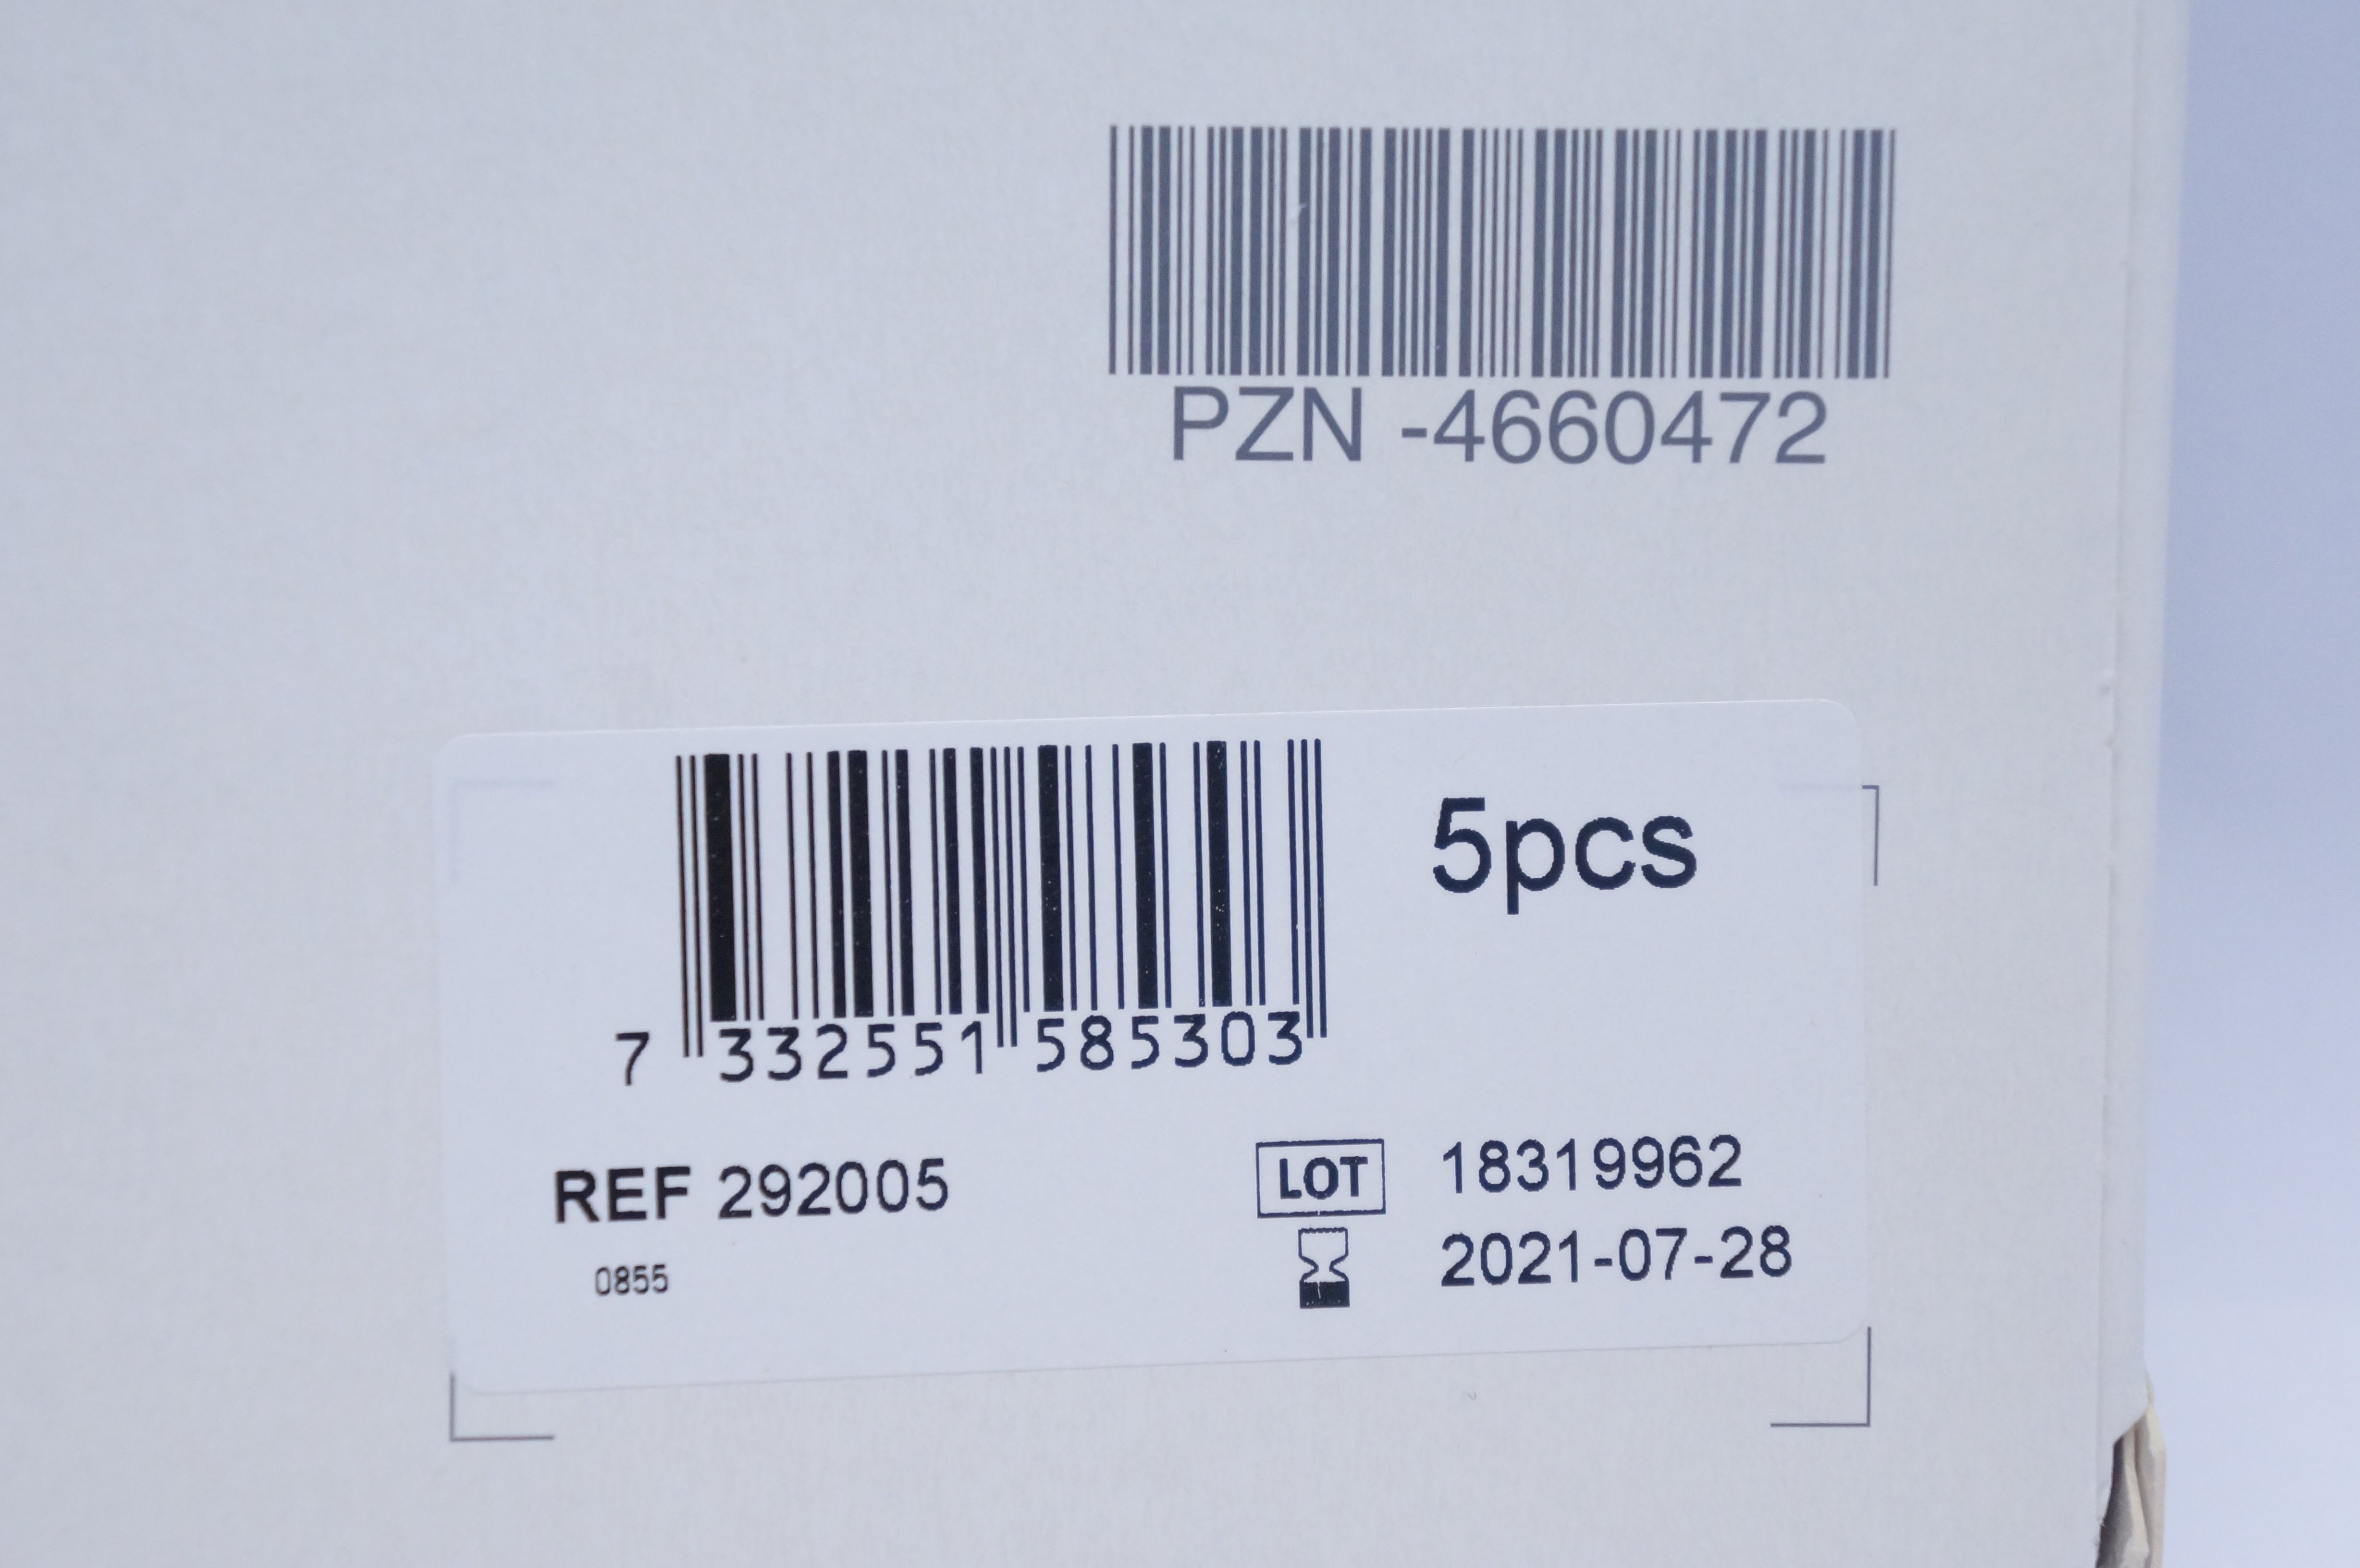 PZN -4660472
5pcs
7 332551 585303
REF 292005
LOT 18319962
0855
2021-07-28